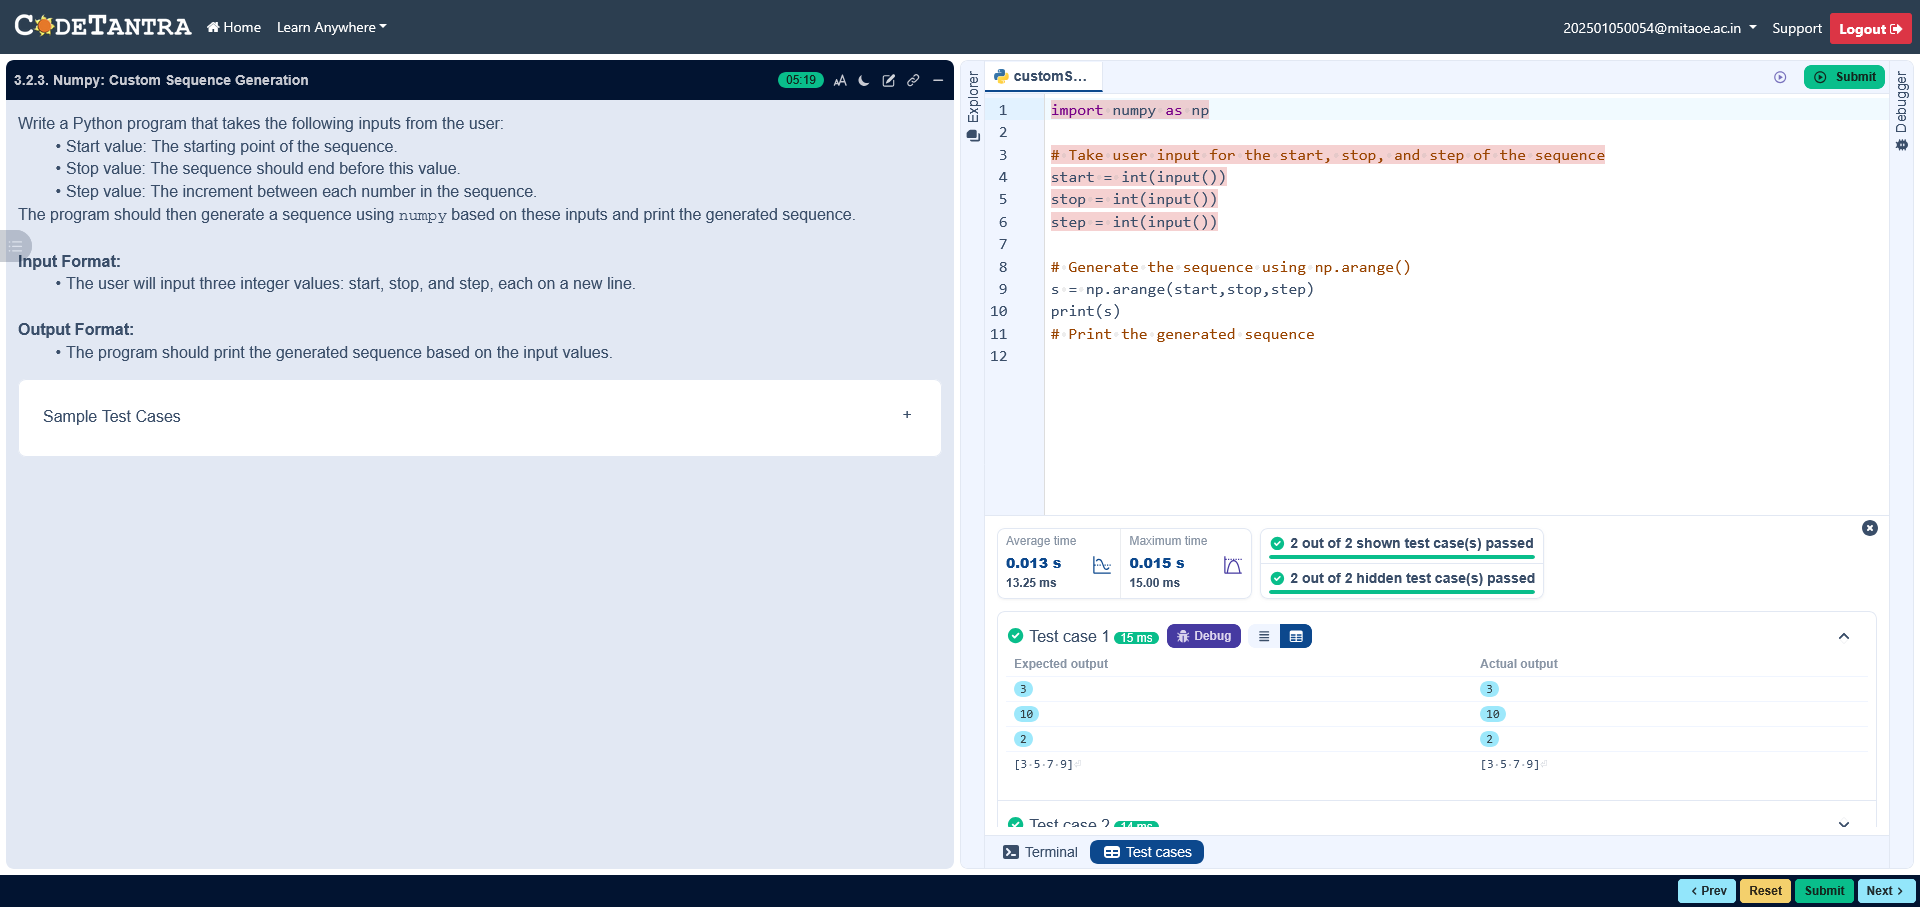 CODETANTRA Home Learn Anywhere 202501050054@mitaoe.ac.in Support Logout
3.2.3. Numpy: Custom Sequence Generation 05:19 AA
Write a Python program that takes the following inputs from the user:
• Start value: The starting point of the sequence.
• Stop value: The sequence should end before this value.
• Step value: The increment between each number in the sequence.
The program should then generate a sequence using numpy based on these inputs and print the generated sequence.
Input Format:
• The user will input three integer values: start, stop, and step, each on a new line.
Output Format:
• The program should print the generated sequence based on the input values.
Sample Test Cases +
Explorer
customS... Submit
Debugger
1 import numpy as np
2
3 # Take user input for the start, stop, and step of the sequence
4 start = int(input())
5 stop = int(input())
6 step = int(input())
7
8 # Generate the sequence using np.arange()
9 s = np.arange(start,stop,step)
10 print(s)
11 # Print the generated sequence
12
Average time
0.013 s
13.25 ms
Maximum time
0.015 s
15.00 ms
2 out of 2 shown test case(s) passed
2 out of 2 hidden test case(s) passed
Test case 1 15 ms Debug
Expected output Actual output
3 3
10 10
2 2
[3·5·7·9] [3·5·7·9]
Test case 2 14 ms
Terminal Test cases
< Prev Reset Submit Next >